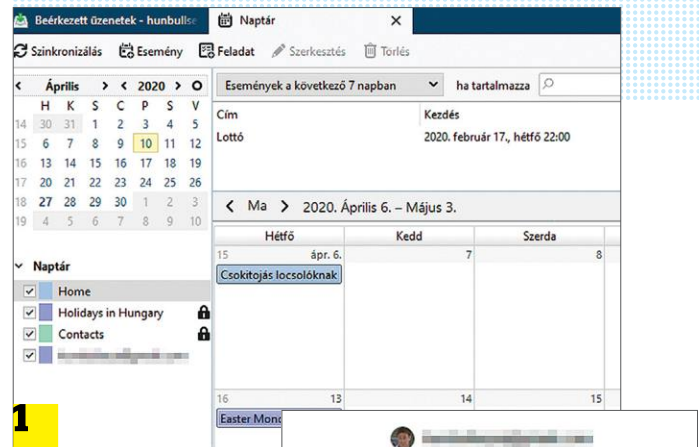 Beérkezett üzenetek - hunbullse
Naptár
Szinkronizálás Esemény Feladat Szerkesztés Törlés
Április 2020
H K S C P S V
14 30 31 1 2 3 4 5
15 6 7 8 9 10 11 12
16 13 14 15 16 17 18 19
17 20 21 22 23 24 25 26
18 27 28 29 30 1 2 3
19 4 5 6 7 8 9 10
Naptár
Home
Holidays in Hungary
Contacts
Események a következő 7 napban ha tartalmazza
Cím Kezdés
Lottó 2020. február 17., hétfő 22:00
Ma 2020. Április 6. – Május 3.
Hétfő Kedd Szerda
15 ápr. 6. 7 8
Csokitojás locsolóknak
16 13 14 15
Easter Mond
1